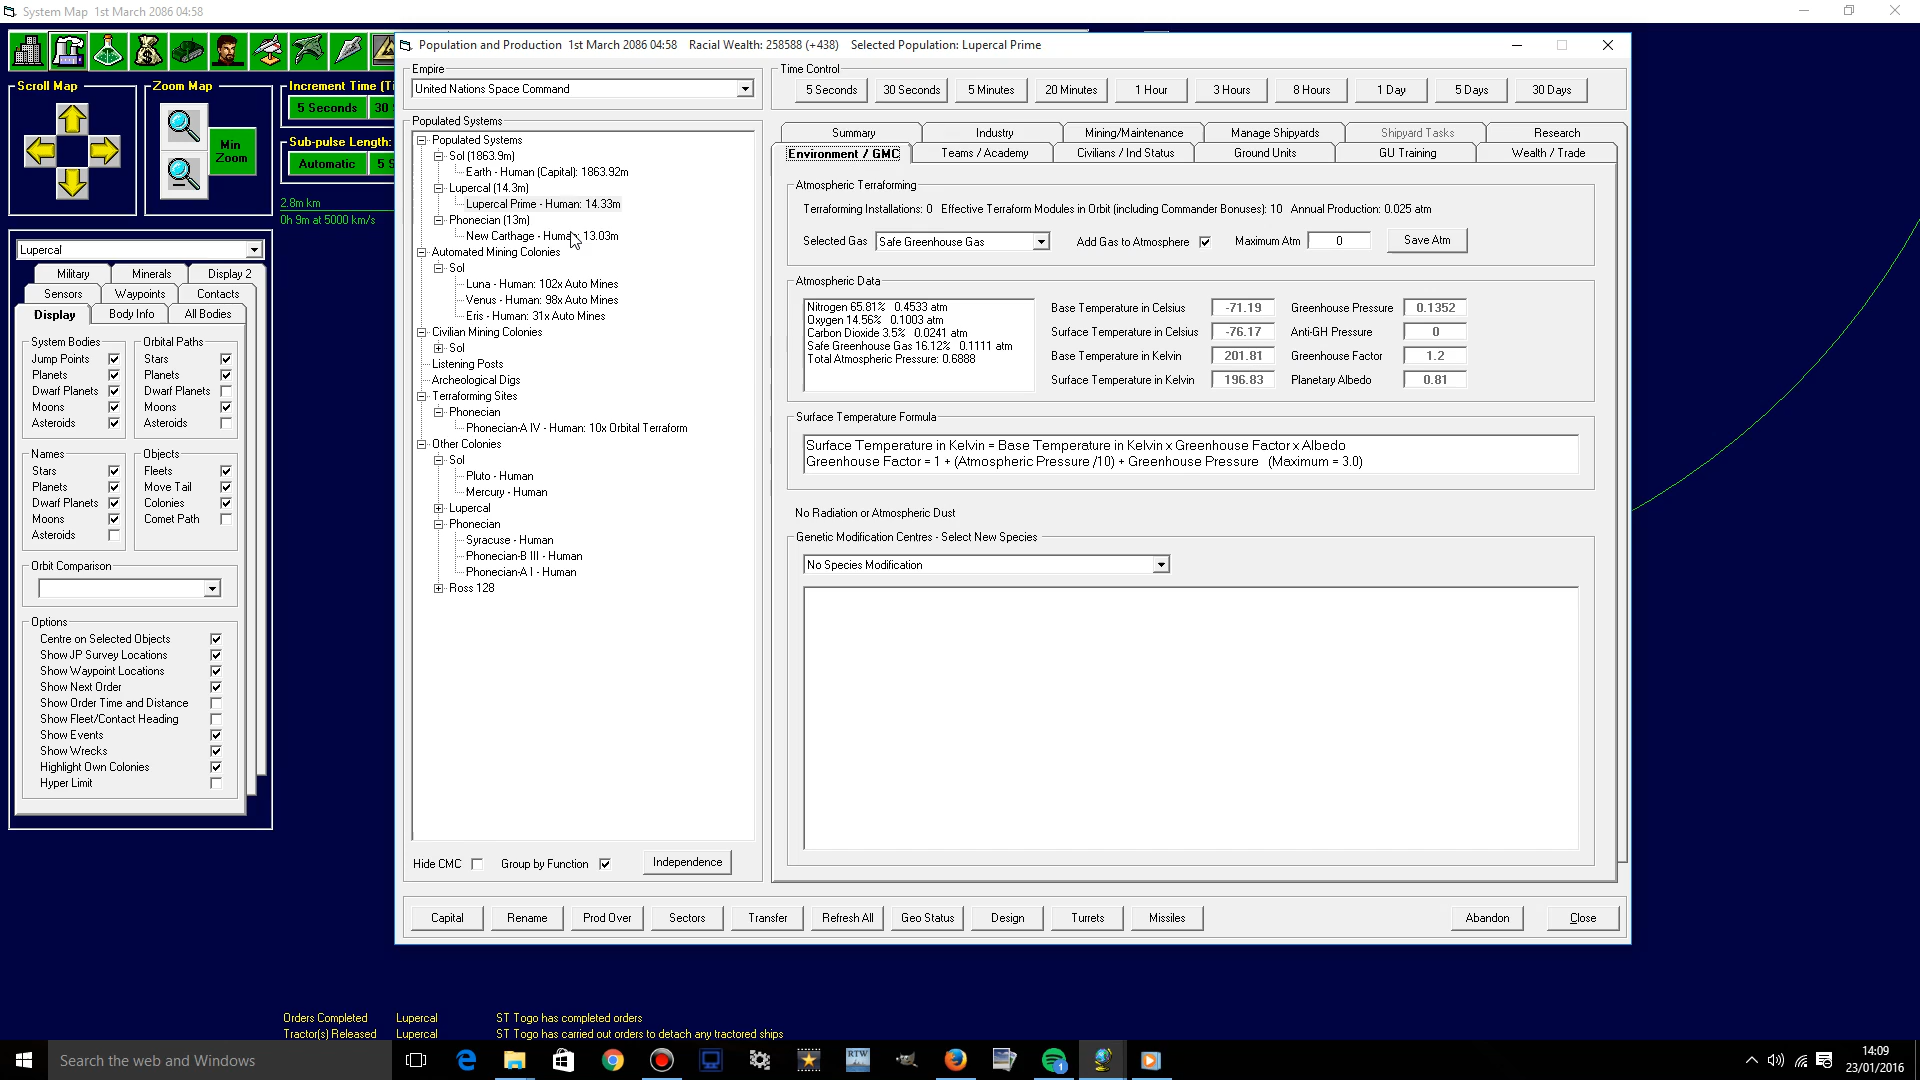 System Map  1st March 2086 04:58
Population and Production  1st March 2086 04:58  Racial Wealth: 258588 (+438)  Selected Population: Lupercal Prime
Scroll Map
Zoom Map
Min Zoom
Increment Time (Ti
5 Seconds
30
Sub-pulse Length:
Automatic
5 S
2.8m km
0h 9m at 5000 km/s
Lupercal
Military
Minerals
Display 2
Sensors
Waypoints
Contacts
Display
Body Info
All Bodies
System Bodies
Jump Points
Planets
Dwarf Planets
Moons
Asteroids
Orbital Paths
Stars
Planets
Dwarf Planets
Moons
Asteroids
Names
Stars
Planets
Dwarf Planets
Moons
Asteroids
Objects
Fleets
Move Tail
Colonies
Comet Path
Orbit Comparison
Options
Centre on Selected Objects
Show JP Survey Locations
Show Waypoint Locations
Show Next Order
Show Order Time and Distance
Show Fleet/Contact Heading
Show Events
Show Wrecks
Highlight Own Colonies
Hyper Limit
Empire
United Nations Space Command
Populated Systems
Populated Systems
Sol (1863.9m)
Earth - Human (Capital): 1863.92m
Lupercal (14.3m)
Lupercal Prime - Human: 14.33m
Phonecian (13m)
New Carthage - Human: 13.03m
Automated Mining Colonies
Sol
Luna - Human: 102x Auto Mines
Venus - Human: 98x Auto Mines
Eris - Human: 31x Auto Mines
Civilian Mining Colonies
Sol
Listening Posts
Archeological Digs
Terraforming Sites
Phonecian
Phonecian-A IV - Human: 10x Orbital Terraform
Other Colonies
Sol
Pluto - Human
Mercury - Human
Lupercal
Phonecian
Syracuse - Human
Phonecian-B III - Human
Phonecian-A I - Human
Ross 128
Hide CMC
Group by Function
Independence
Time Control
5 Seconds
30 Seconds
5 Minutes
20 Minutes
1 Hour
3 Hours
8 Hours
1 Day
5 Days
30 Days
Summary
Industry
Mining/Maintenance
Manage Shipyards
Shipyard Tasks
Research
Environment / GMC
Teams / Academy
Civilians / Ind Status
Ground Units
GU Training
Wealth / Trade
Atmospheric Terraforming
Terraforming Installations: 0  Effective Terraform Modules in Orbit (including Commander Bonuses): 10  Annual Production: 0.025 atm
Selected Gas
Safe Greenhouse Gas
Add Gas to Atmosphere
Maximum Atm
0
Save Atm
Atmospheric Data
Nitrogen 65.81%  0.4533 atm
Oxygen 14.56%  0.1003 atm
Carbon Dioxide 3.5%  0.0241 atm
Safe Greenhouse Gas 16.12%  0.1111 atm
Total Atmospheric Pressure: 0.6888
Base Temperature in Celsius
-71.19
Greenhouse Pressure
0.1352
Surface Temperature in Celsius
-76.17
Anti-GH Pressure
0
Base Temperature in Kelvin
201.81
Greenhouse Factor
1.2
Surface Temperature in Kelvin
196.83
Planetary Albedo
0.81
Surface Temperature Formula
Surface Temperature in Kelvin = Base Temperature in Kelvin x Greenhouse Factor x Albedo
Greenhouse Factor = 1 + (Atmospheric Pressure /10) + Greenhouse Pressure  (Maximum = 3.0)
No Radiation or Atmospheric Dust
Genetic Modification Centres - Select New Species
No Species Modification
Capital
Rename
Prod Over
Sectors
Transfer
Refresh All
Geo Status
Design
Turrets
Missiles
Abandon
Close
Orders Completed
Lupercal
ST Togo has completed orders
Tractor(s) Released
Lupercal
ST Togo has carried out orders to detach any tractored ships
Search the web and Windows
RTW
1
14:09
23/01/2016